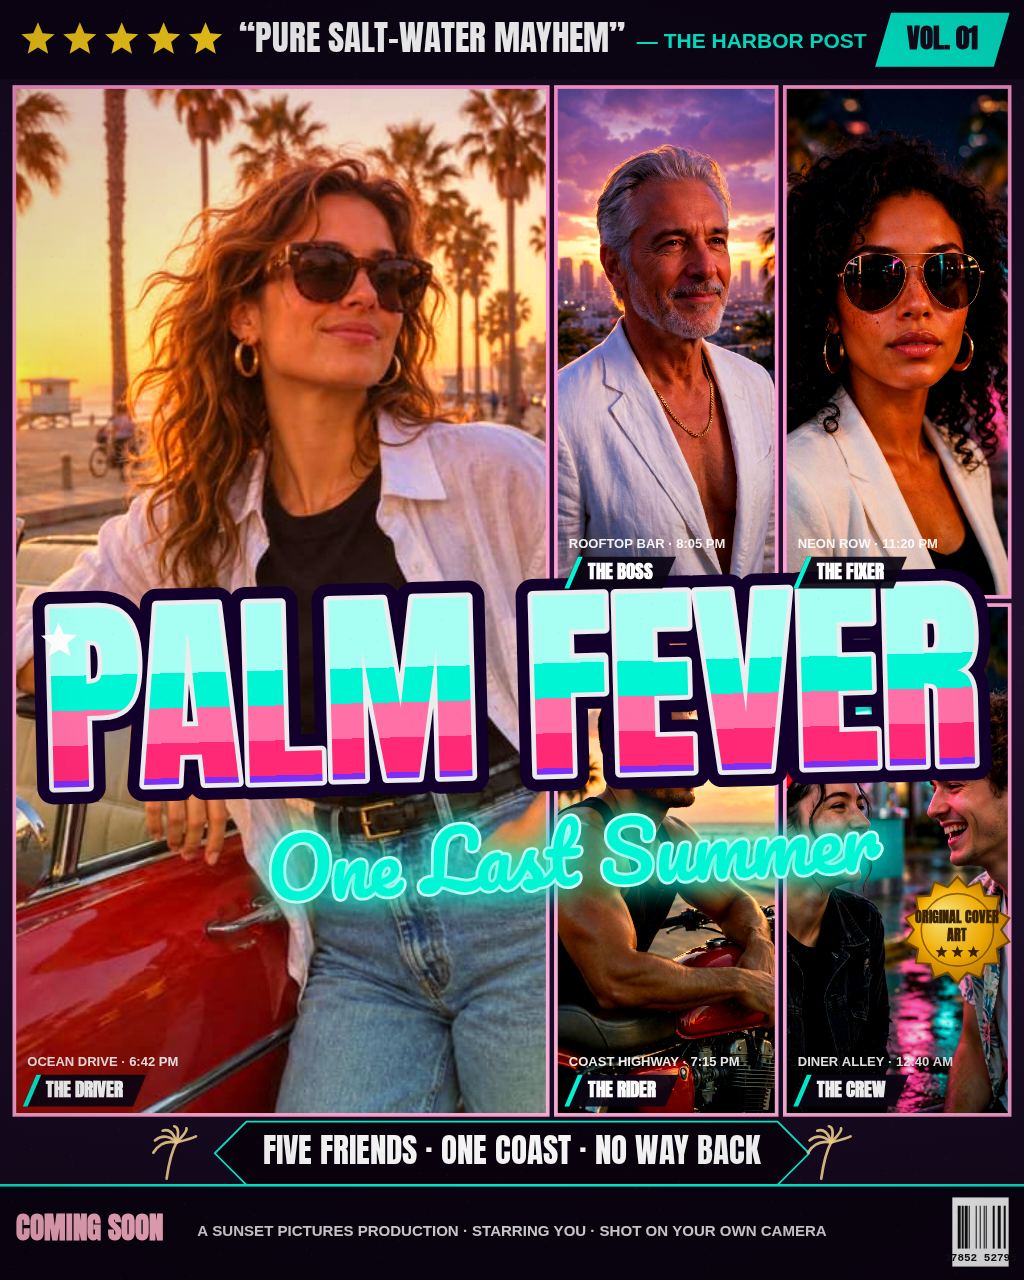 “PURE SALT-WATER MAYHEM” — THE HARBOR POST
VOL. 01
ROOFTOP BAR · 8:05 PM
THE BOSS
NEON ROW · 11:20 PM
THE FIXER
PALM FEVER
One Last Summer
ORIGINAL COVER
ART
OCEAN DRIVE · 6:42 PM
THE DRIVER
COAST HIGHWAY · 7:15 PM
THE RIDER
DINER ALLEY · 12:40 AM
THE CREW
FIVE FRIENDS · ONE COAST · NO WAY BACK
COMING SOON
A SUNSET PICTURES PRODUCTION · STARRING YOU · SHOT ON YOUR OWN CAMERA
7852 5279